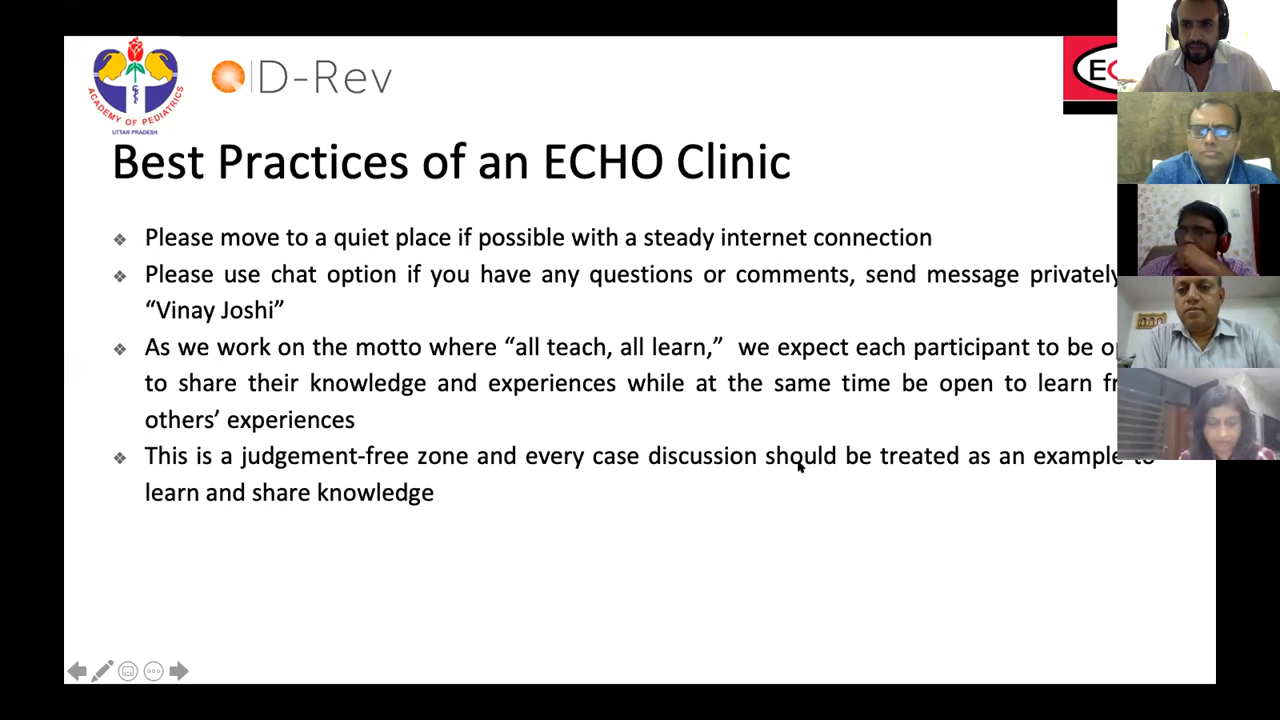 ACADEMY OF PEDIATRICS
UTTAR PRADESH
D-Rev
Best Practices of an ECHO Clinic
Please move to a quiet place if possible with a steady internet connection
Please use chat option if you have any questions or comments, send message privately
“Vinay Joshi”
As we work on the motto where “all teach, all learn,” we expect each participant to be
to share their knowledge and experiences while at the same time be open to learn
others’ experiences
This is a judgement-free zone and every case discussion should be treated as an example to
learn and share knowledge